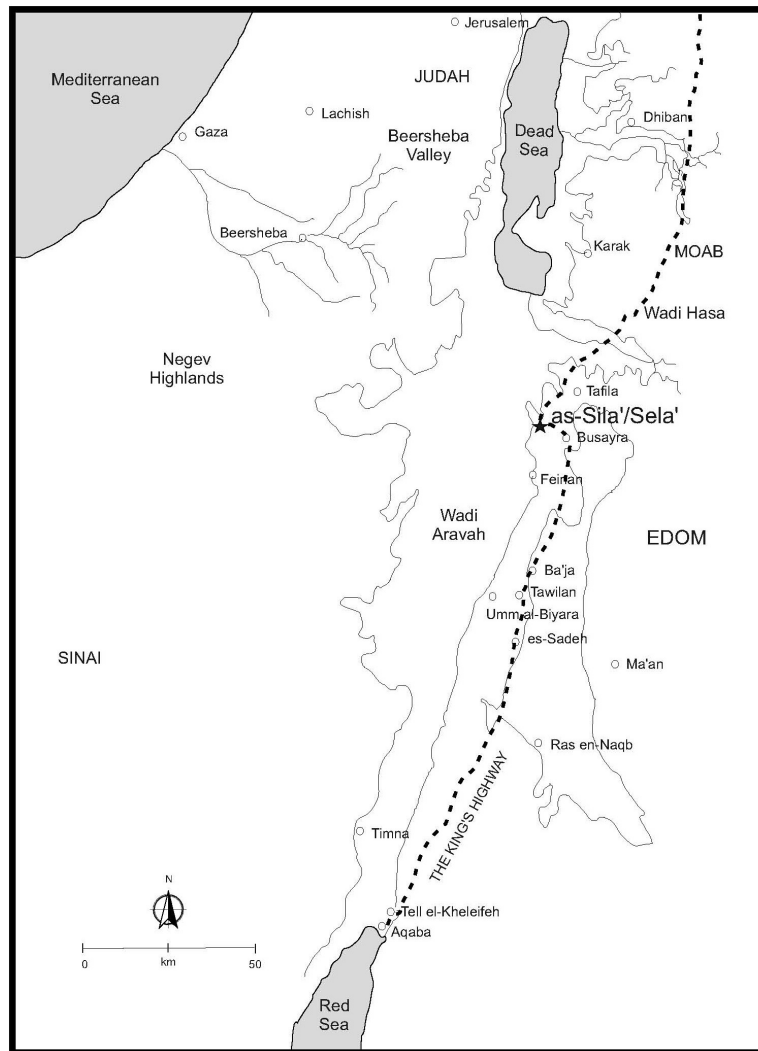 Jerusalem
Mediterranean
Sea
JUDAH
Lachish
Dhiban
Gaza
Beersheba
Valley
Dead
Sea
Beersheba
Karak
MOAB
Wadi Hasa
Negev
Highlands
Tafila
as-Sila'/Sela'
Busayra
Feinan
Wadi
Aravah
EDOM
Ba'ja
Tawilan
Umm al-Biyara
es-Sadeh
SINAI
Ma'an
Ras en-Naqb
THE KING'S HIGHWAY
Timna
N
Tell el-Kheleifeh
Aqaba
0 km 50
Red
Sea